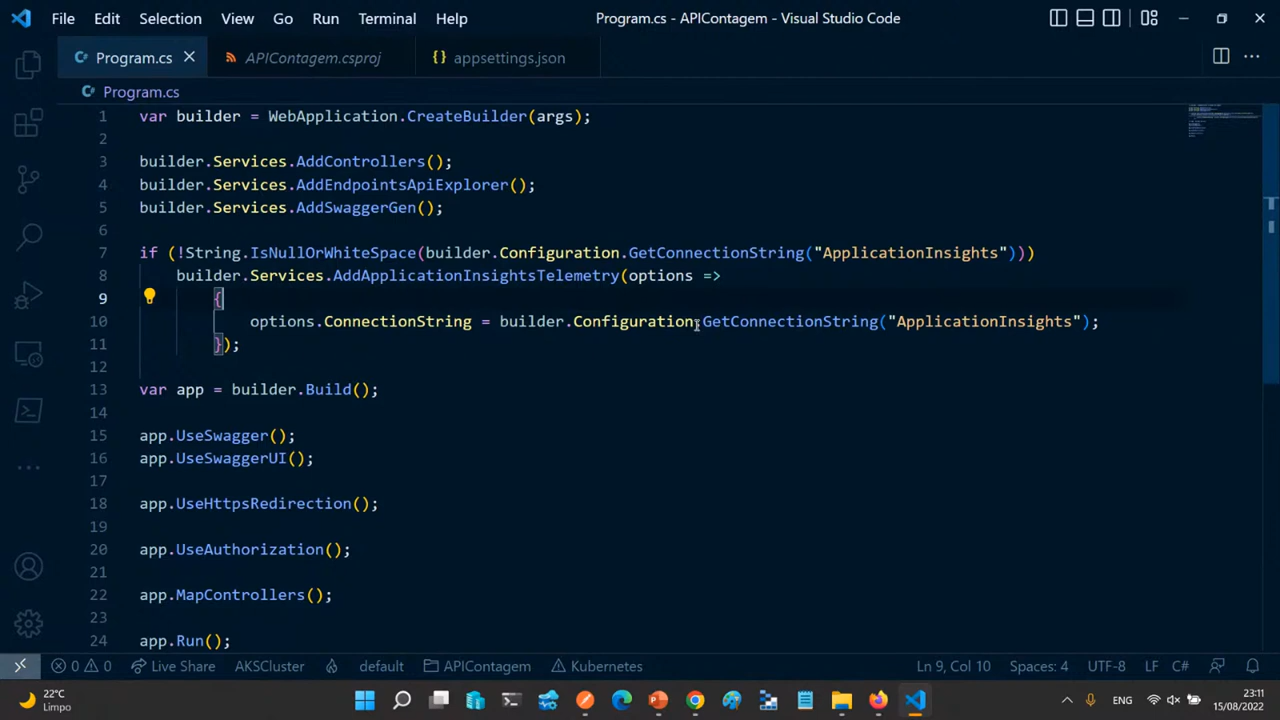 File Edit Selection View Go Run Terminal Help Program.cs - APIContagem - Visual Studio Code
Program.cs APIContagem.csproj {} appsettings.json
Program.cs
1 var builder = WebApplication.CreateBuilder(args);
2
3 builder.Services.AddControllers();
4 builder.Services.AddEndpointsApiExplorer();
5 builder.Services.AddSwaggerGen();
6
7 if (!String.IsNullOrWhiteSpace(builder.Configuration.GetConnectionString("ApplicationInsights")))
8 builder.Services.AddApplicationInsightsTelemetry(options =>
9 {
10 options.ConnectionString = builder.Configuration.GetConnectionString("ApplicationInsights");
11 });
12
13 var app = builder.Build();
14
15 app.UseSwagger();
16 app.UseSwaggerUI();
17
18 app.UseHttpsRedirection();
19
20 app.UseAuthorization();
21
22 app.MapControllers();
23
24 app.Run();
0 0 Live Share AKSCluster default APIContagem Kubernetes Ln 9, Col 10 Spaces: 4 UTF-8 LF C#
22°C 23:11
Limpo 15/08/2022